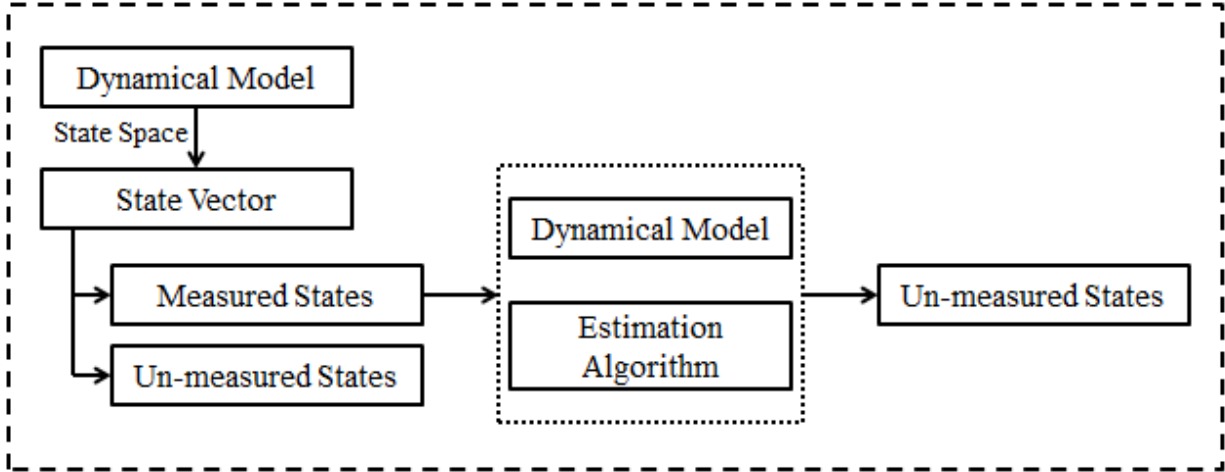 Dynamical Model
State Space
State Vector
Measured States
Un-measured States
Dynamical Model
Estimation
Algorithm
Un-measured States